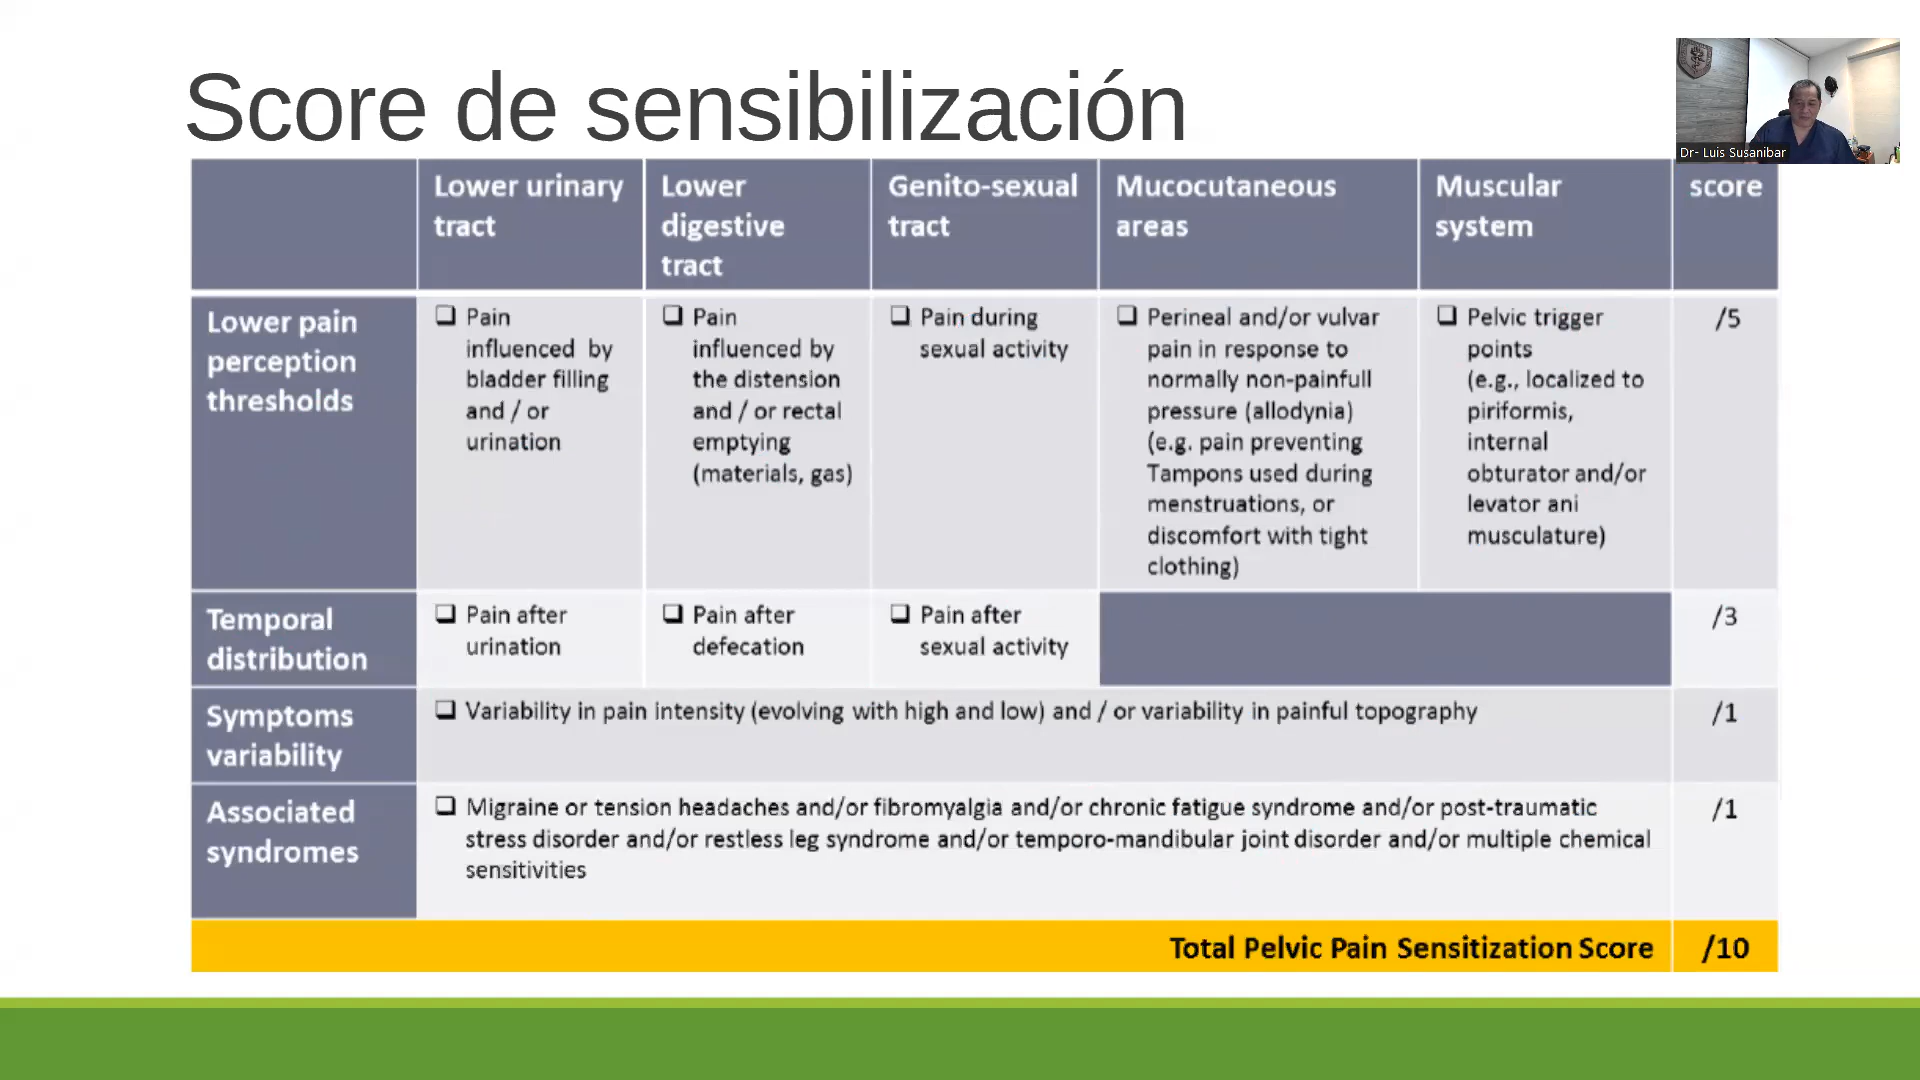 Score de sensibilización
Dr- Luis Susanibar
Lower urinary
tract
Lower
digestive
tract
Genito-sexual
tract
Mucocutaneous
areas
Muscular
system
score
Lower pain
perception
thresholds
Pain
influenced by
bladder filling
and / or
urination
Pain
influenced by
the distension
and / or rectal
emptying
(materials, gas)
Pain during
sexual activity
Perineal and/or vulvar
pain in response to
normally non-painfull
pressure (allodynia)
(e.g. pain preventing
Tampons used during
menstruations, or
discomfort with tight
clothing)
Pelvic trigger
points
(e.g., localized to
piriformis,
internal
obturator and/or
levator ani
musculature)
/5
Temporal
distribution
Pain after
urination
Pain after
defecation
Pain after
sexual activity
/3
Symptoms
variability
Variability in pain intensity (evolving with high and low) and / or variability in painful topography
/1
Associated
syndromes
Migraine or tension headaches and/or fibromyalgia and/or chronic fatigue syndrome and/or post-traumatic
stress disorder and/or restless leg syndrome and/or temporo-mandibular joint disorder and/or multiple chemical
sensitivities
/1
Total Pelvic Pain Sensitization Score
/10